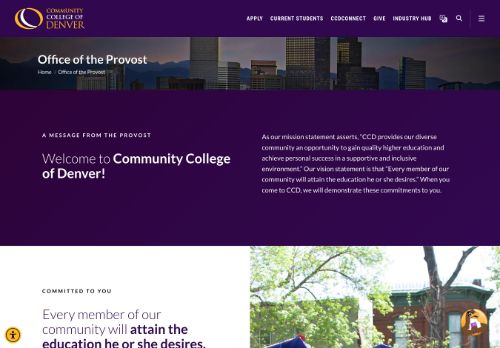 COMMUNITY
COLLEGE OF
DENVER
APPLY CURRENT STUDENTS CCDCONNECT GIVE INDUSTRY HUB
Office of the Provost
Home / Office of the Provost
A MESSAGE FROM THE PROVOST
Welcome to Community College
of Denver!
As our mission statement asserts, "CCD provides our diverse
community an opportunity to gain quality higher education and
achieve personal success in a supportive and inclusive
environment." Our vision statement is that "Every member of our
community will attain the education he or she desires." When you
come to CCD, we will demonstrate these commitments to you.
COMMITTED TO YOU
Every member of our
community will attain the
education he or she desires.